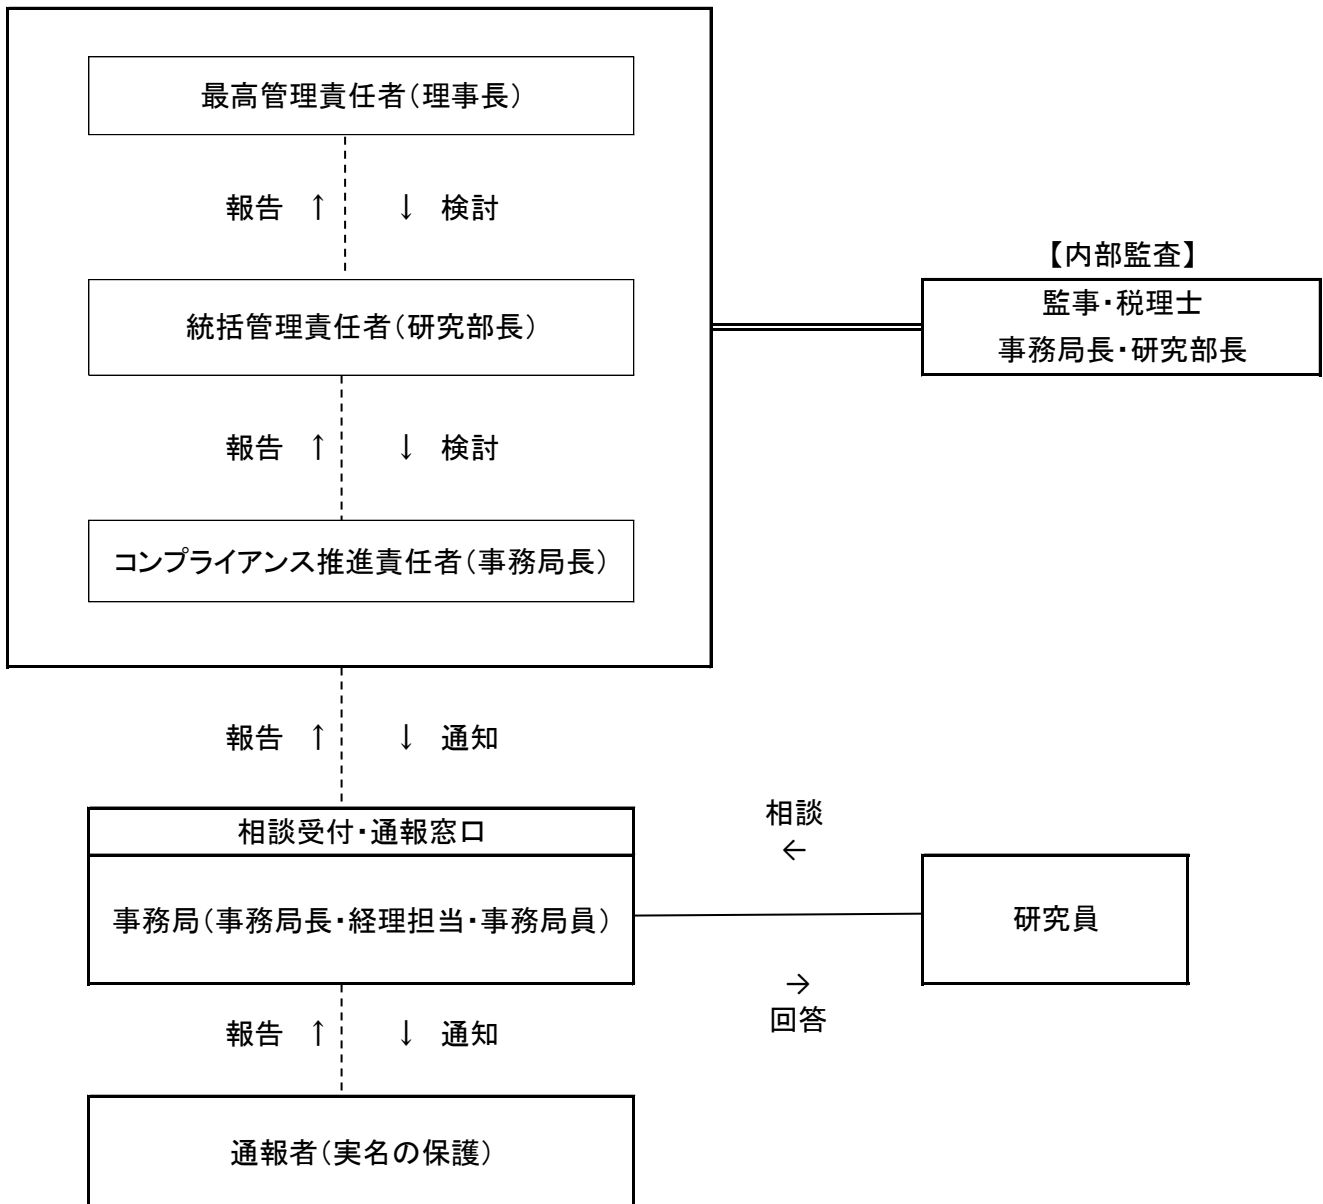 最高管理責任者（理事長）
報告 ↑ ↓ 検討
【内部監査】
監事・税理士
事務局長・研究部長
統括管理責任者（研究部長）
報告 ↑ ↓ 検討
コンプライアンス推進責任者（事務局長）
報告 ↑ ↓ 通知
相談受付・通報窓口
事務局（事務局長・経理担当・事務局員）
相談
←
研究員
→
回答
報告 ↑ ↓ 通知
通報者（実名の保護）